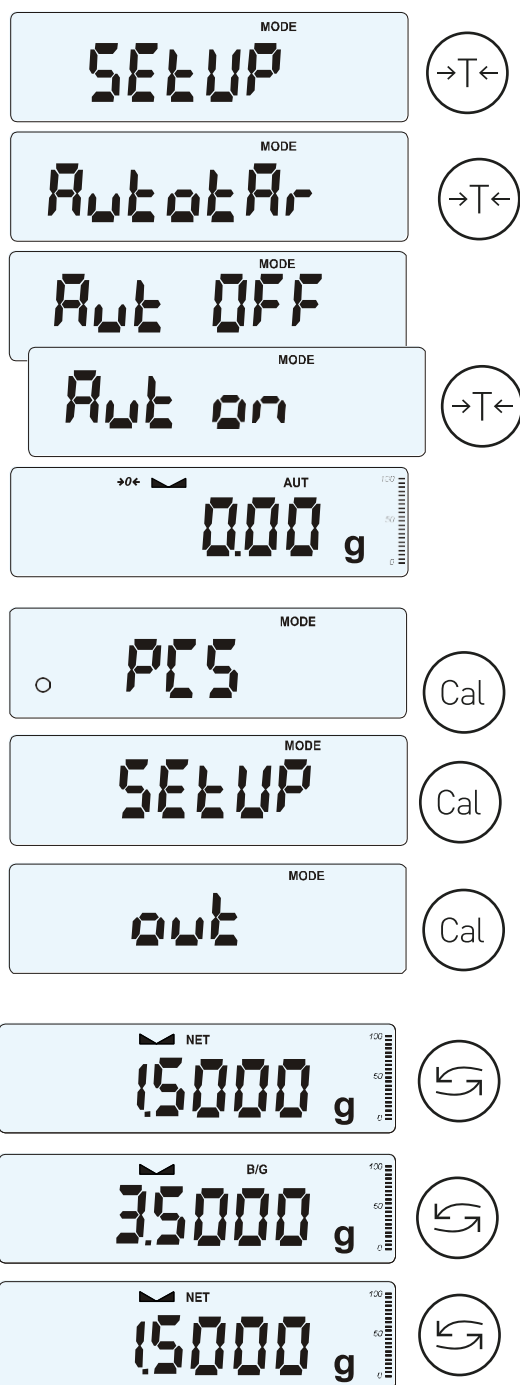 MODE
SEtUP →T←
MODE
AutotAr →T←
MODE
Aut OFF
MODE
Aut on →T←
→0← AUT 100
0.00 g 50
0
MODE
PCS Cal
MODE
SEtUP Cal
MODE
out Cal
NET 100
1.5000 g 50
0
B/G 100
3.5000 g 50
0
NET 100
1.5000 g 50
0